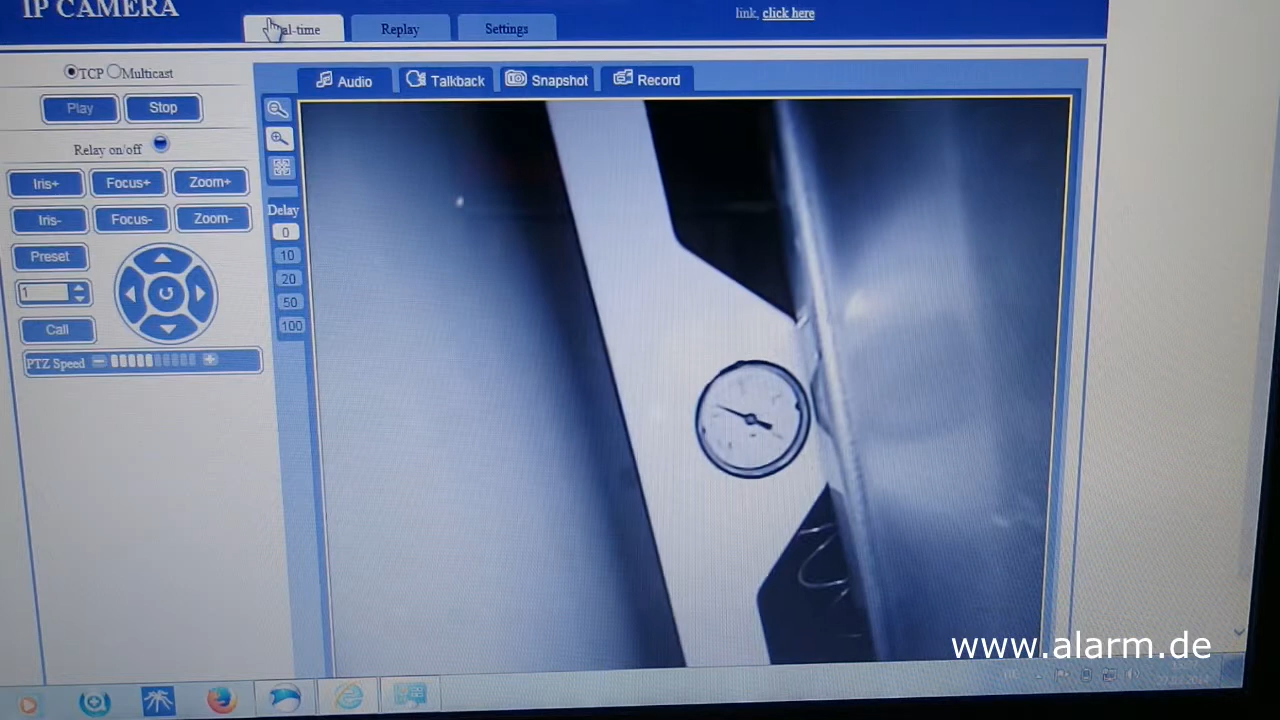 IP CAMERA
link, click here
al-time
Replay
Settings
TCP Multicast
Play
Stop
Relay on/off
Iris+
Focus+
Zoom+
Iris-
Focus-
Zoom-
Preset
1
Call
PTZ Speed
Audio
Talkback
Snapshot
Record
Delay
0
10
20
50
100
www.alarm.de